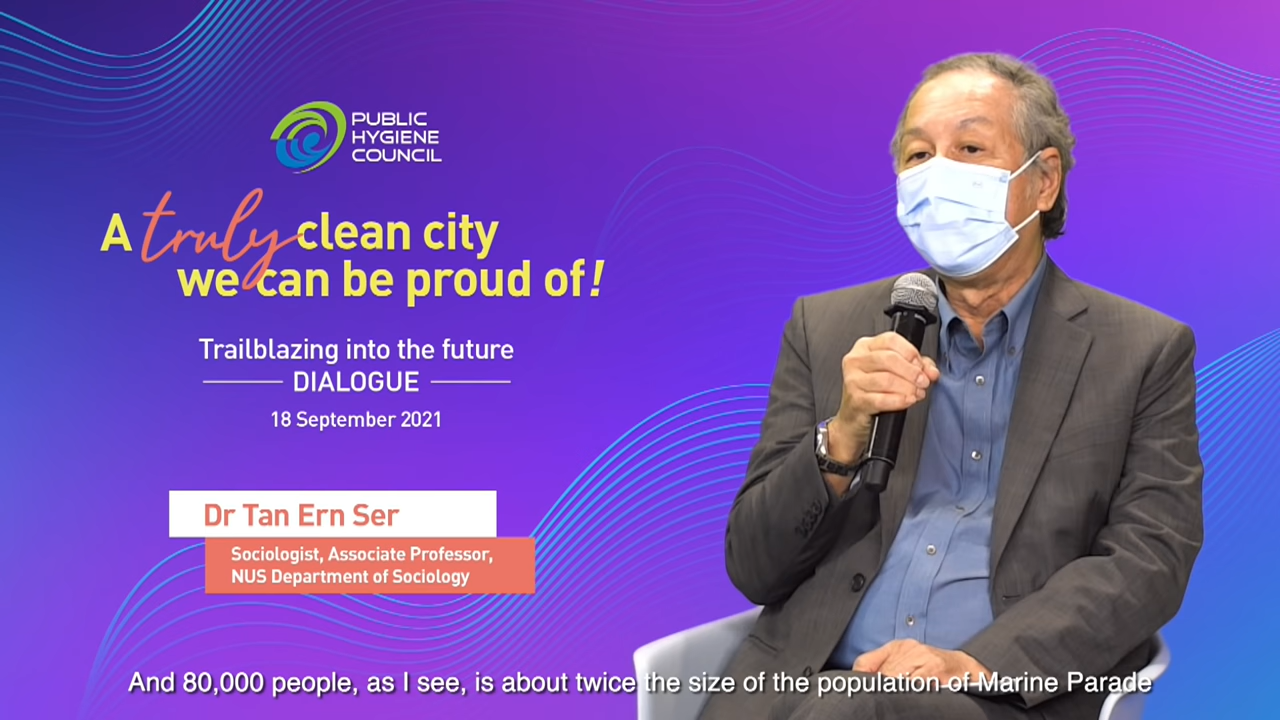 PUBLIC
HYGIENE
COUNCIL
A truly clean city
we can be proud of!
Trailblazing into the future
DIALOGUE
18 September 2021
Dr Tan Ern Ser
Sociologist, Associate Professor,
NUS Department of Sociology
And 80,000 people, as I see, is about twice the size of the population of Marine Parade